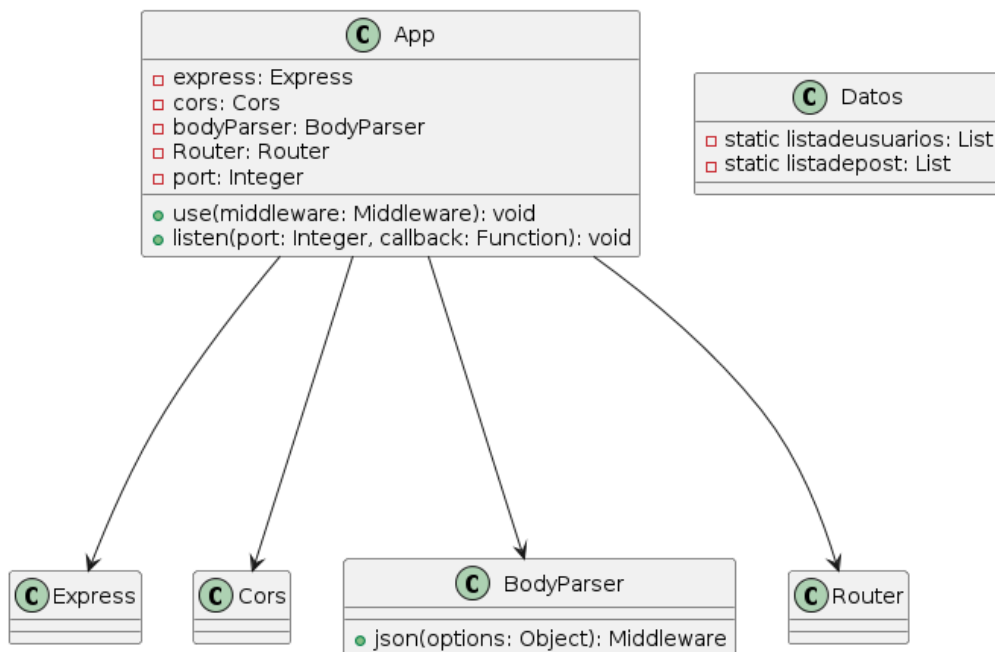 C App
express: Express
cors: Cors
bodyParser: BodyParser
Router: Router
port: Integer
use(middleware: Middleware): void
listen(port: Integer, callback: Function): void
C Datos
static listadeusuarios: List
static listadepost: List
C Express
C Cors
C BodyParser
json(options: Object): Middleware
C Router